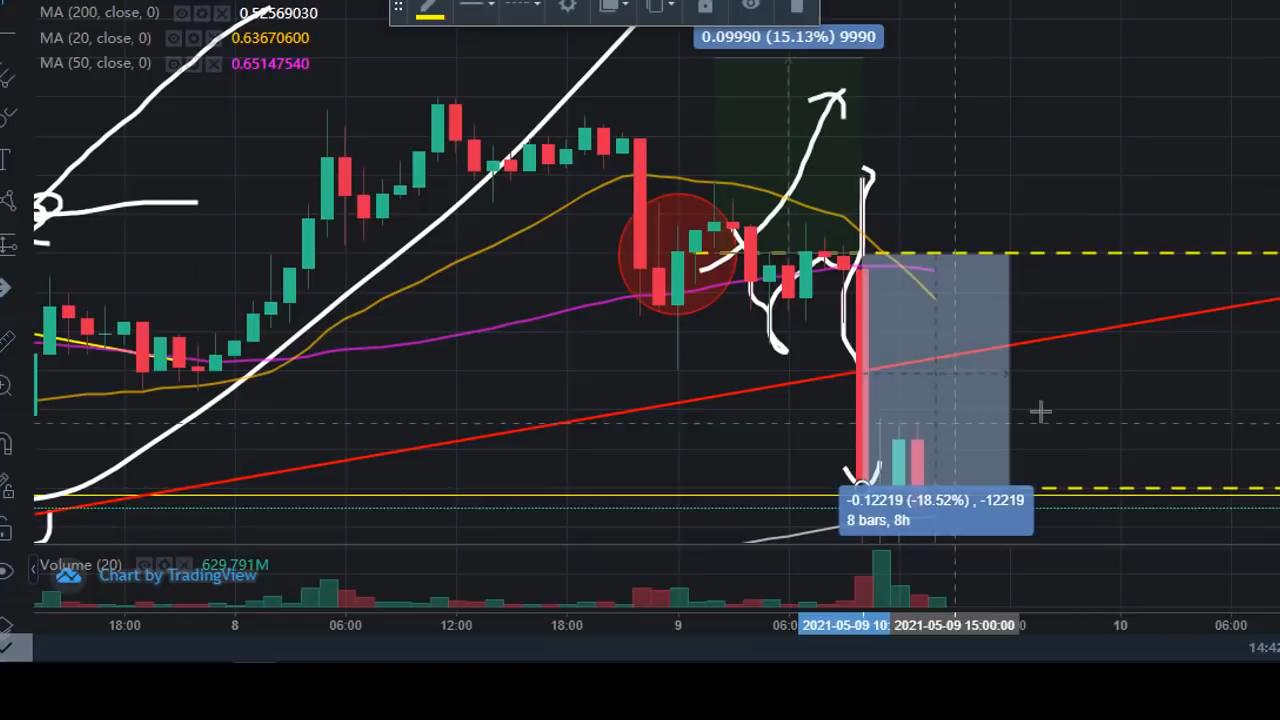 MA (200, close, 0) 0.52569030
0.09990 (15.13%) 9990
MA (20, close, 0) 0.63670600
MA (50, close, 0) 0.65147540
-0.12219 (-18.52%) , -12219
8 bars, 8h
Volume (20) 629.791M
Chart by TradingView
18:00 8 06:00 12:00 18:00 9 06:0 2021-05-09 10: 2021-05-09 15:00:00 0 10 06:00
14:42